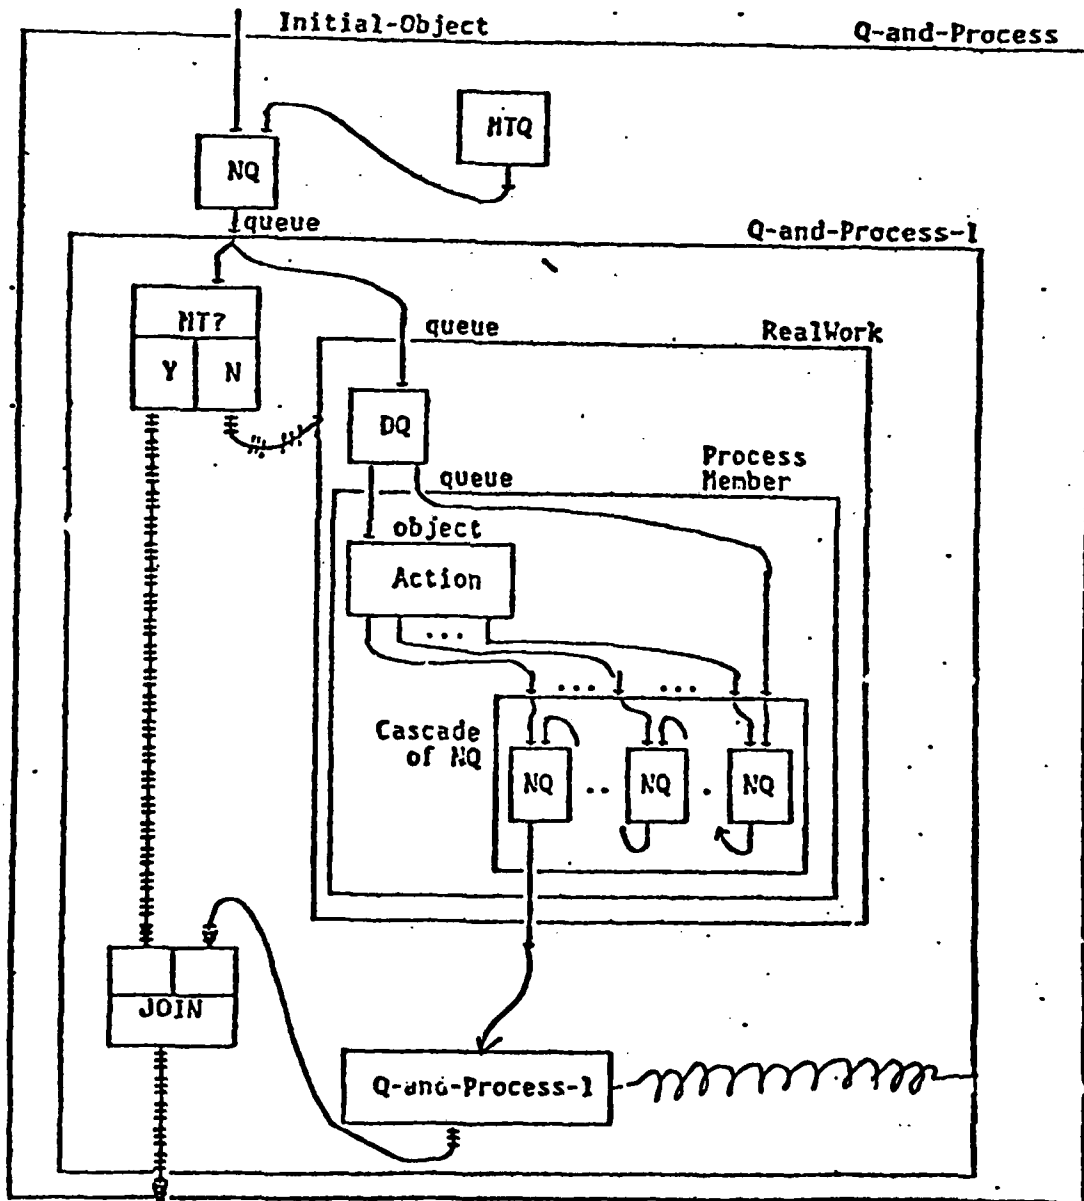 Initial-Object
Q-and-Process
MTQ
NQ
queue
Q-and-Process-1
MT?
Y N
queue
RealWork
DQ
queue
Process
Member
object
Action
...
... ...
Cascade
of NQ
NQ .. NQ . NQ
JOIN
Q-and-Process-1